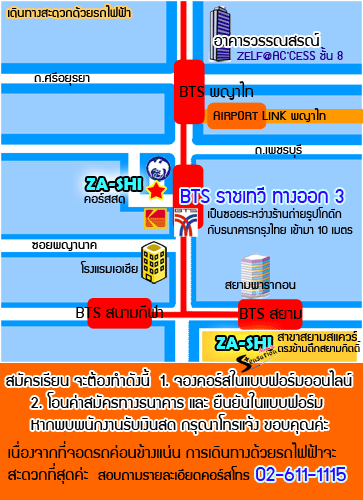 เดินทางสะดวกด้วยรถไฟฟ้า
อาคารวรรณสรณ์
ZELF@AC'CESS ชั้น 8
ถ.ศรีอยุธยา
BTS พญาไท
AIRPORT LINK พญาไท
ถ.เพชรบุรี
ZA-SHI
คอร์สสด
BTS ราชเทวี ทางออก 3
เป็นซอยระหว่างร้านถ่ายรูปโกดัก
กับธนาคารกรุงไทย เข้ามา 10 เมตร
Kodak
ซอยพญานาค
โรงแรมเอเชีย
สยามพารากอน
BTS สนามกีฬา
BTS สยาม
ZA-SHI
สาขาสยามสแควร์
ตรงข้ามตึกสยามกิตติ์
สมัครเรียน จะต้องทำดังนี้ 1. จองคอร์สในแบบฟอร์มออนไลน์
2. โอนค่าสมัครทางธนาคาร และ ยืนยันในแบบฟอร์ม
หากพบพนักงานรับเงินสด กรุณาโทรแจ้ง ขอบคุณค่ะ
เนื่องจากที่จอดรถค่อนข้างแน่น การเดินทางด้วยรถไฟฟ้าจะ
สะดวกที่สุดค่ะ สอบถามรายละเอียดคอร์สโทร 02-611-1115